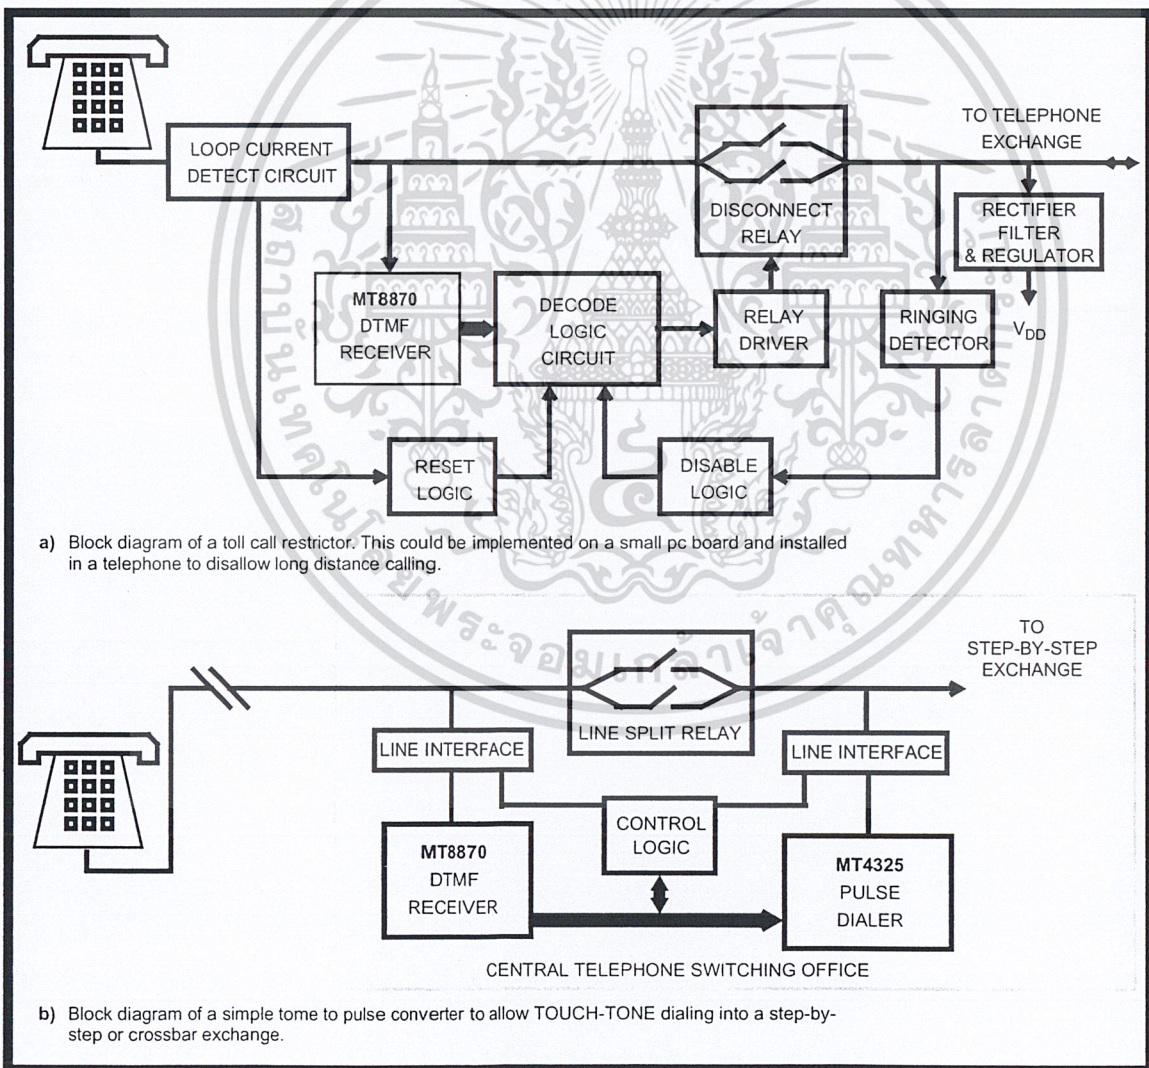 TO TELEPHONE
EXCHANGE
LOOP CURRENT
DETECT CIRCUIT
DISCONNECT
RELAY
RECTIFIER
FILTER
& REGULATOR
MT8870
DTMF
RECEIVER
DECODE
LOGIC
CIRCUIT
RELAY
DRIVER
RINGING
DETECTOR
VDD
RESET
LOGIC
DISABLE
LOGIC
a) Block diagram of a toll call restrictor. This could be implemented on a small pc board and installed
in a telephone to disallow long distance calling.
TO
STEP-BY-STEP
EXCHANGE
LINE SPLIT RELAY
LINE INTERFACE
LINE INTERFACE
CONTROL
LOGIC
MT8870
DTMF
RECEIVER
MT4325
PULSE
DIALER
CENTRAL TELEPHONE SWITCHING OFFICE
b) Block diagram of a simple tome to pulse converter to allow TOUCH-TONE dialing into a step-by-
step or crossbar exchange.